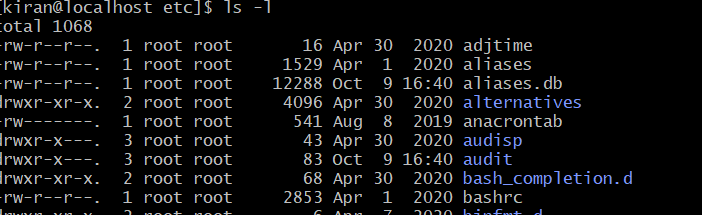 [kiran@localhost etc]$ ls -l
total 1068
-rw-r--r--. 1 root root 16 Apr 30 2020 adjtime
-rw-r--r--. 1 root root 1529 Apr 1 2020 aliases
-rw-r--r--. 1 root root 12288 Oct 9 16:40 aliases.db
drwxr-xr-x. 2 root root 4096 Apr 30 2020 alternatives
-rw-------. 1 root root 541 Aug 8 2019 anacrontab
drwxr-x---. 3 root root 43 Apr 30 2020 audisp
drwxr-x---. 3 root root 83 Oct 9 16:40 audit
drwxr-xr-x. 2 root root 68 Apr 30 2020 bash_completion.d
-rw-r--r--. 1 root root 2853 Apr 1 2020 bashrc
drwxr-xr-x. 2 root root 6 Apr 7 2020 binfmt.d